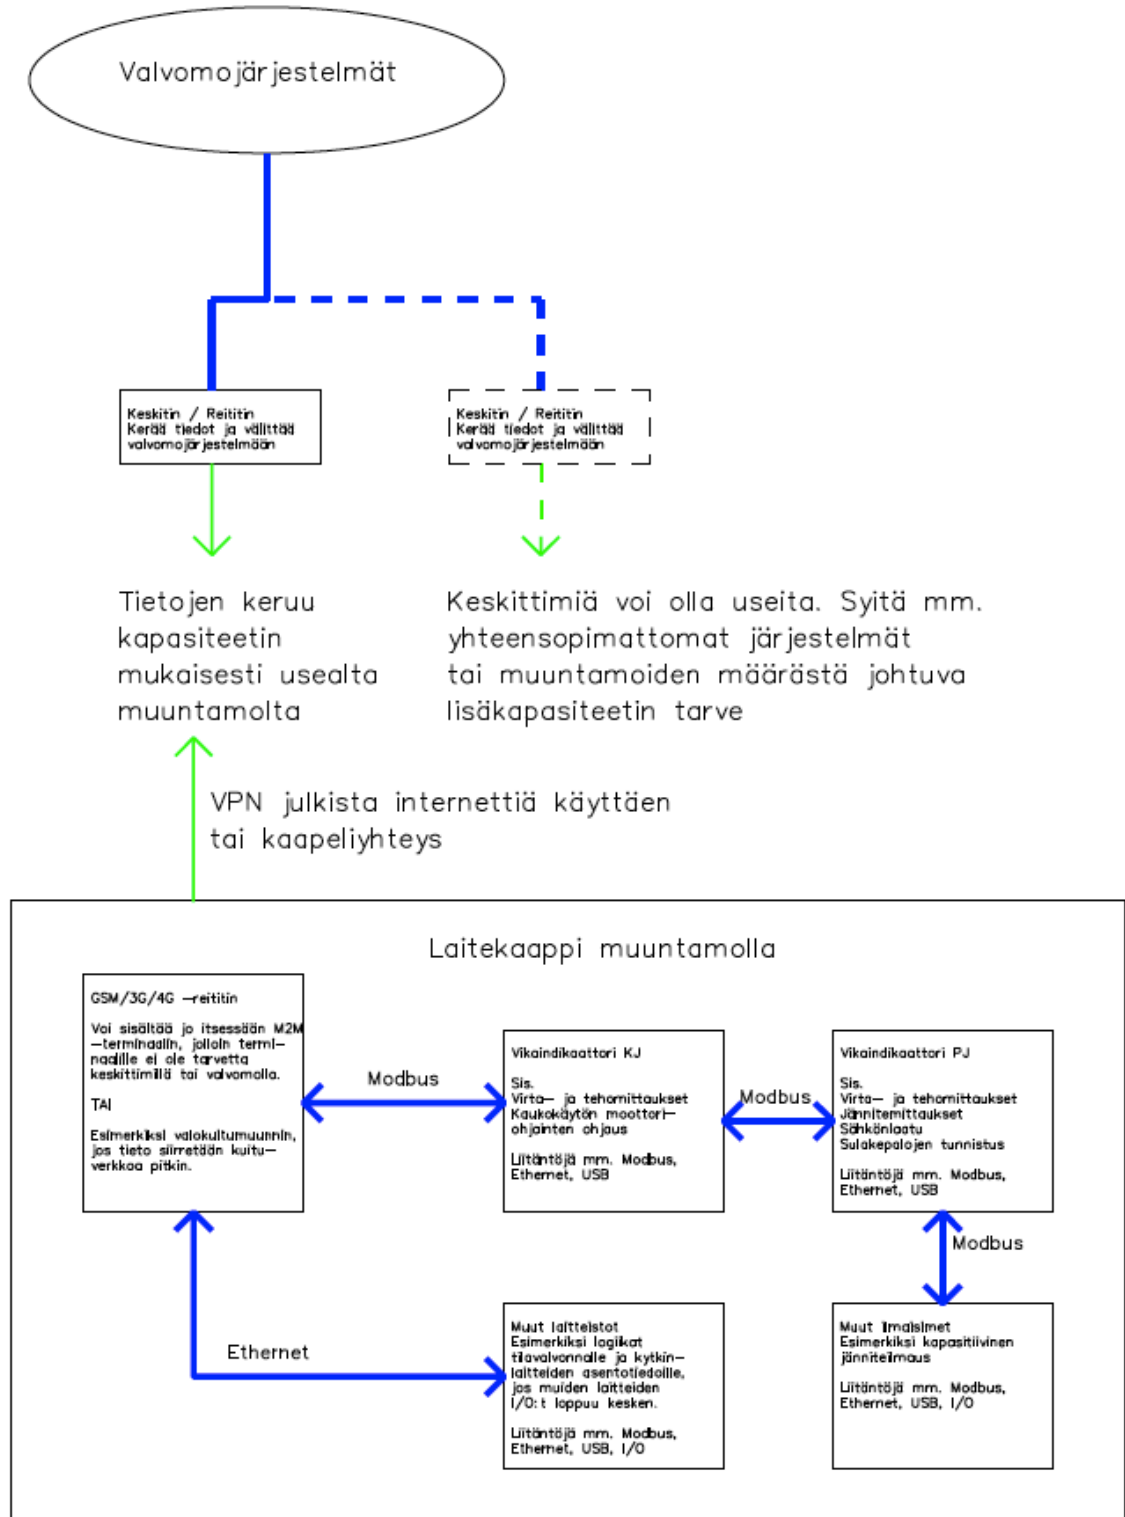 Valvomojärjestelmät
Keskitin / Reititin
Kerää tiedot ja välittää
valvomojärjestelmään
Keskitin / Reititin
Kerää tiedot ja välittää
valvomojärjestelmään
Tietojen keruu
kapasiteetin
mukaisesti usealta
muuntamolta
Keskittimiä voi olla useita. Syitä mm.
yhteensopimattomat järjestelmät
tai muuntamoiden määrästä johtuva
lisäkapasiteetin tarve
VPN julkista internettiä käyttäen
tai kaapeliyhteys
Laitekaappi muuntamolla
GSM/3G/4G –reititin
Voi sisältää jo itsessään M2M
–terminaalin, jolloin termi–
naalille ei ole tarvetta
keskittimillä tai valvomolla.
TAI
Esimerkiksi valokuitumuunnin,
jos tieto siirretään kuitu–
verkkoa pitkin.
Modbus
Vikaindikaattori KJ
Sis.
Virta– ja tehomittaukset
Kaukokäytön moottori–
ohjainten ohjaus
Liitäntöjä mm. Modbus,
Ethernet, USB
Modbus
Vikaindikaattori PJ
Sis.
Virta– ja tehomittaukset
Jännitemittaukset
Sähkönlaatu
Sulakepalojen tunnistus
Liitäntöjä mm. Modbus,
Ethernet, USB
Modbus
Ethernet
Muut laitteistot
Esimerkiksi logiikat
tilavalvonnalle ja kytkin–
laitteiden asentotiedoille,
jos muiden laitteiden
I/O:t loppuu kesken.
Liitäntöjä mm. Modbus,
Ethernet, USB, I/O
Muut ilmaisimet
Esimerkiksi kapasitiivinen
jänniteilmaus
Liitäntöjä mm. Modbus,
Ethernet, USB, I/O